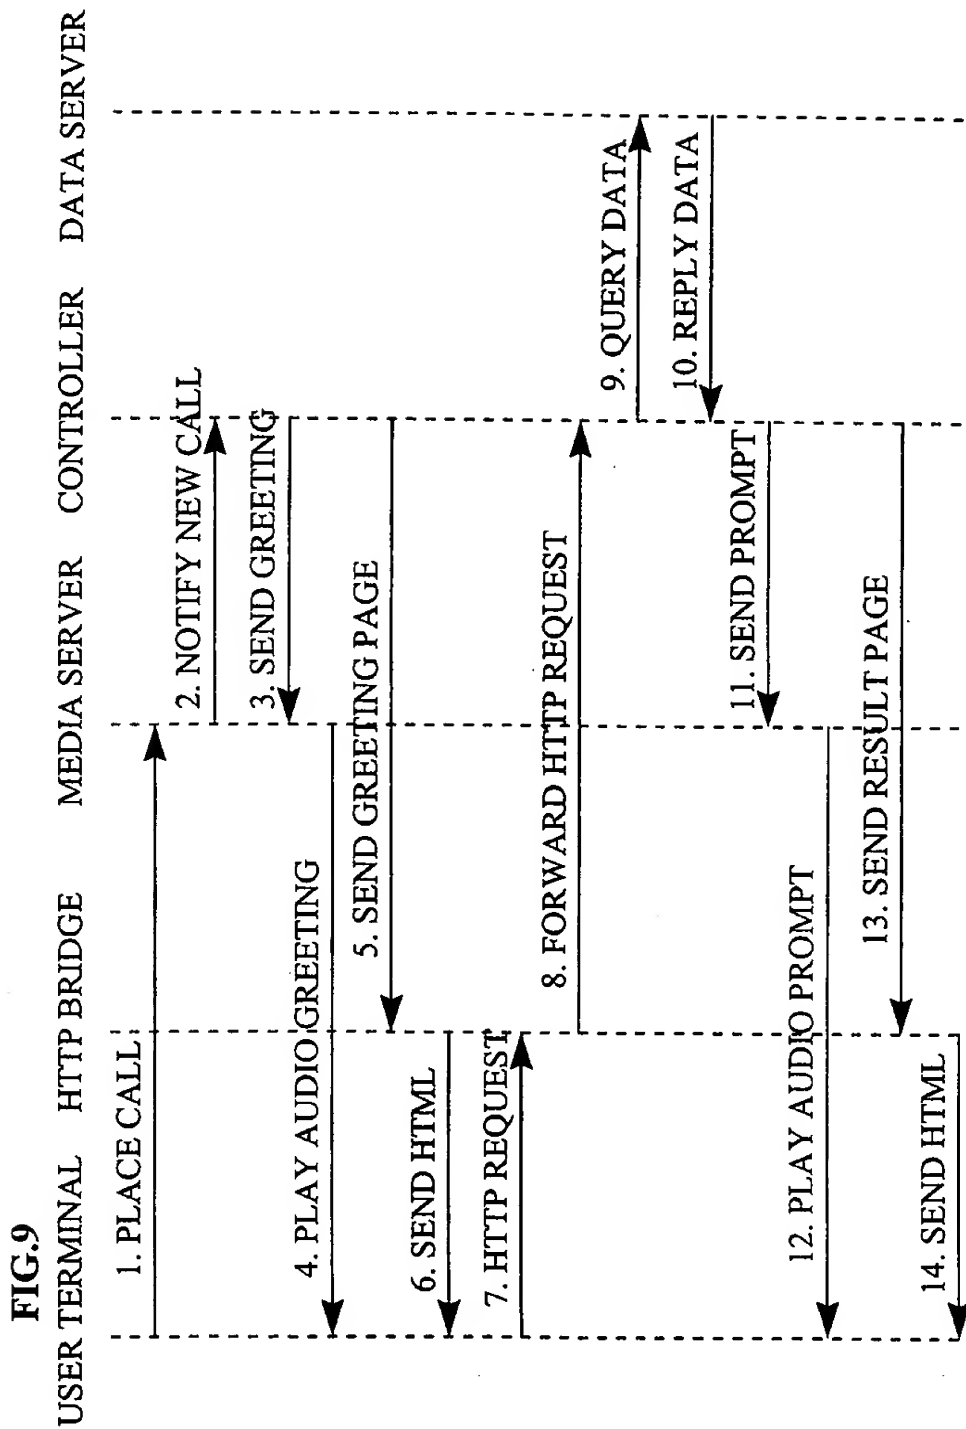 FIG.9
USER TERMINAL HTTP BRIDGE MEDIA SERVER CONTROLLER DATA SERVER
1. PLACE CALL
2. NOTIFY NEW CALL
3. SEND GREETING
4. PLAY AUDIO GREETING
5. SEND GREETING PAGE
6. SEND HTML
7. HTTP REQUEST
8. FORWARD HTTP REQUEST
9. QUERY DATA
10. REPLY DATA
11. SEND PROMPT
12. PLAY AUDIO PROMPT
13. SEND RESULT PAGE
14. SEND HTML